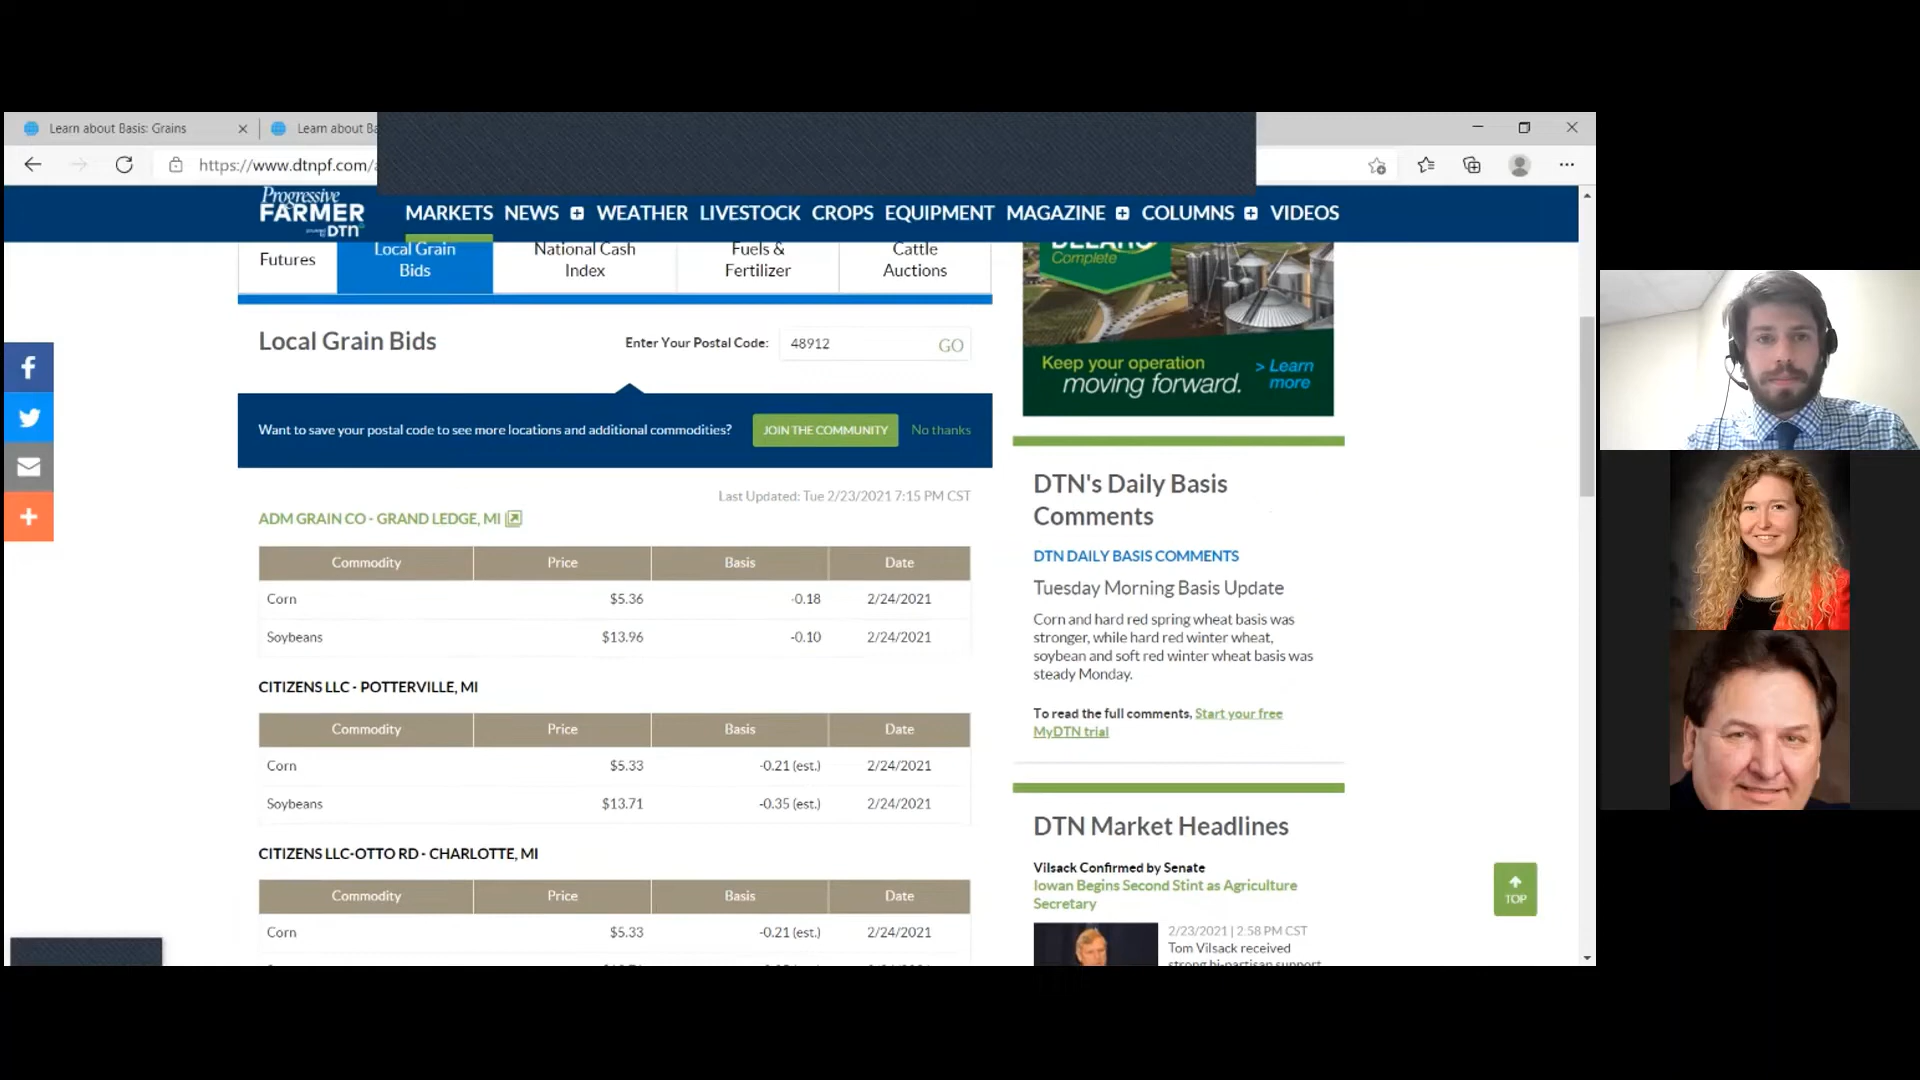 Learn about Basis: Grains
Learn about Ba
https://www.dtnpf.com/a
Progressive
FARMER
powered by DTN
MARKETS NEWS WEATHER LIVESTOCK CROPS EQUIPMENT MAGAZINE COLUMNS VIDEOS
Futures
Local Grain
Bids
National Cash
Index
Fuels &
Fertilizer
Cattle
Auctions
Complete
Keep your operation
moving forward.
> Learn
more
Local Grain Bids
Enter Your Postal Code:
48912
GO
Want to save your postal code to see more locations and additional commodities?
JOIN THE COMMUNITY
No thanks
Last Updated: Tue 2/23/2021 7:15 PM CST
ADM GRAIN CO - GRAND LEDGE, MI
Commodity Price Basis Date
Corn $5.36 -0.18 2/24/2021
Soybeans $13.96 -0.10 2/24/2021
CITIZENS LLC - POTTERVILLE, MI
Commodity Price Basis Date
Corn $5.33 -0.21 (est.) 2/24/2021
Soybeans $13.71 -0.35 (est.) 2/24/2021
CITIZENS LLC-OTTO RD - CHARLOTTE, MI
Commodity Price Basis Date
Corn $5.33 -0.21 (est.) 2/24/2021
DTN's Daily Basis
Comments
DTN DAILY BASIS COMMENTS
Tuesday Morning Basis Update
Corn and hard red spring wheat basis was
stronger, while hard red winter wheat,
soybean and soft red winter wheat basis was
steady Monday.
To read the full comments, Start your free
MyDTN trial
DTN Market Headlines
Vilsack Confirmed by Senate
Iowan Begins Second Stint as Agriculture
Secretary
2/23/2021 | 2:58 PM CST
Tom Vilsack received
strong bi-partisan support
TOP